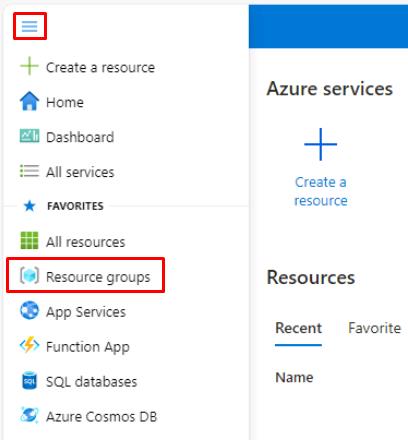 Create a resource
Home
Dashboard
All services
FAVORITES
All resources
Resource groups
App Services
Function App
SQL
SQL databases
Azure Cosmos DB
Azure services
Create a
resource
Resources
Recent
Favorite
Name